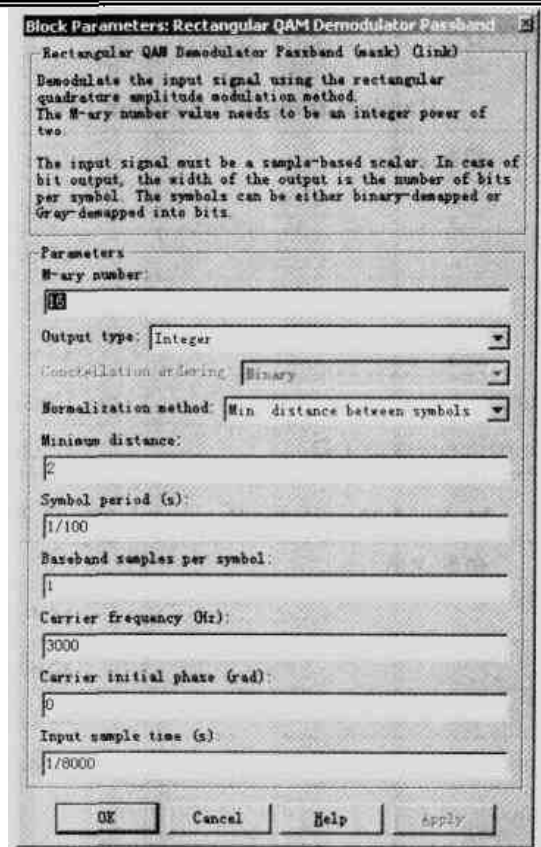 Block Parameters: Rectangular QAM Demodulator Passband
Rectangular QAM Demodulator Passband (mask) (link)
Demodulate the input signal using the rectangular
quadrature amplitude modulation method.
The M-ary number value needs to be an integer power of
two.
The input signal must be a sample-based scalar. In case of
bit output, the width of the output is the number of bits
per symbol. The symbols can be either binary-demapped or
Gray-demapped into bits.
Parameters
M-ary number:
16
Output type: Integer
Constellation ordering: Binary
Normalization method: Min distance between symbols
Minimum distance:
2
Symbol period (s):
1/100
Baseband samples per symbol:
1
Carrier frequency (Hz):
3000
Carrier initial phase (rad):
0
Input sample time (s)
1/8000
OK Cancel Help Apply